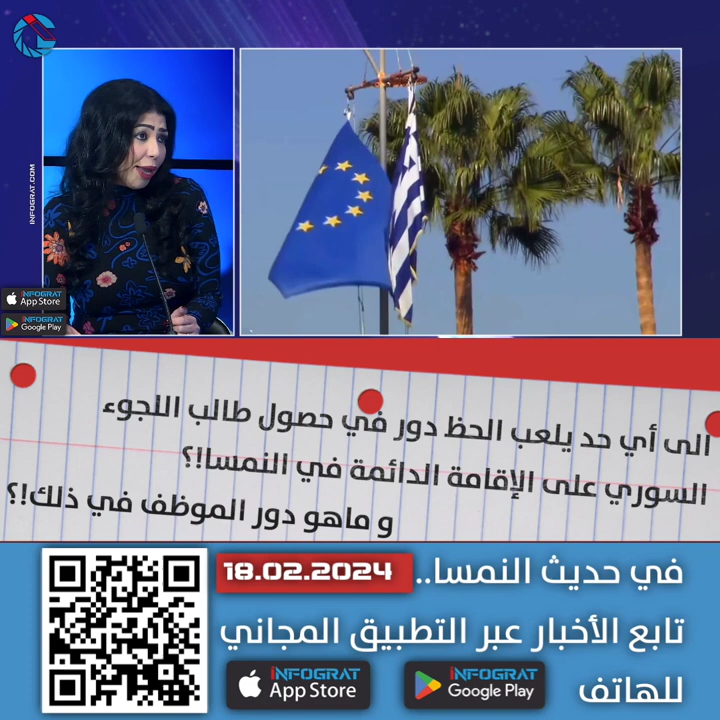 INFOGRAT.COM
INFOGRAT
App Store
INFOGRAT
Google Play
الى أي حد يلعب الحظ دور في حصول طالب اللجوء
السوري على الإقامة الدائمة في النمسا!؟
و ماهو دور الموظف في ذلك!؟
في حديث النمسا.. 18.02.2024
تابع الأخبار عبر التطبيق المجاني
للهاتف
INFOGRAT
Google Play
INFOGRAT
App Store